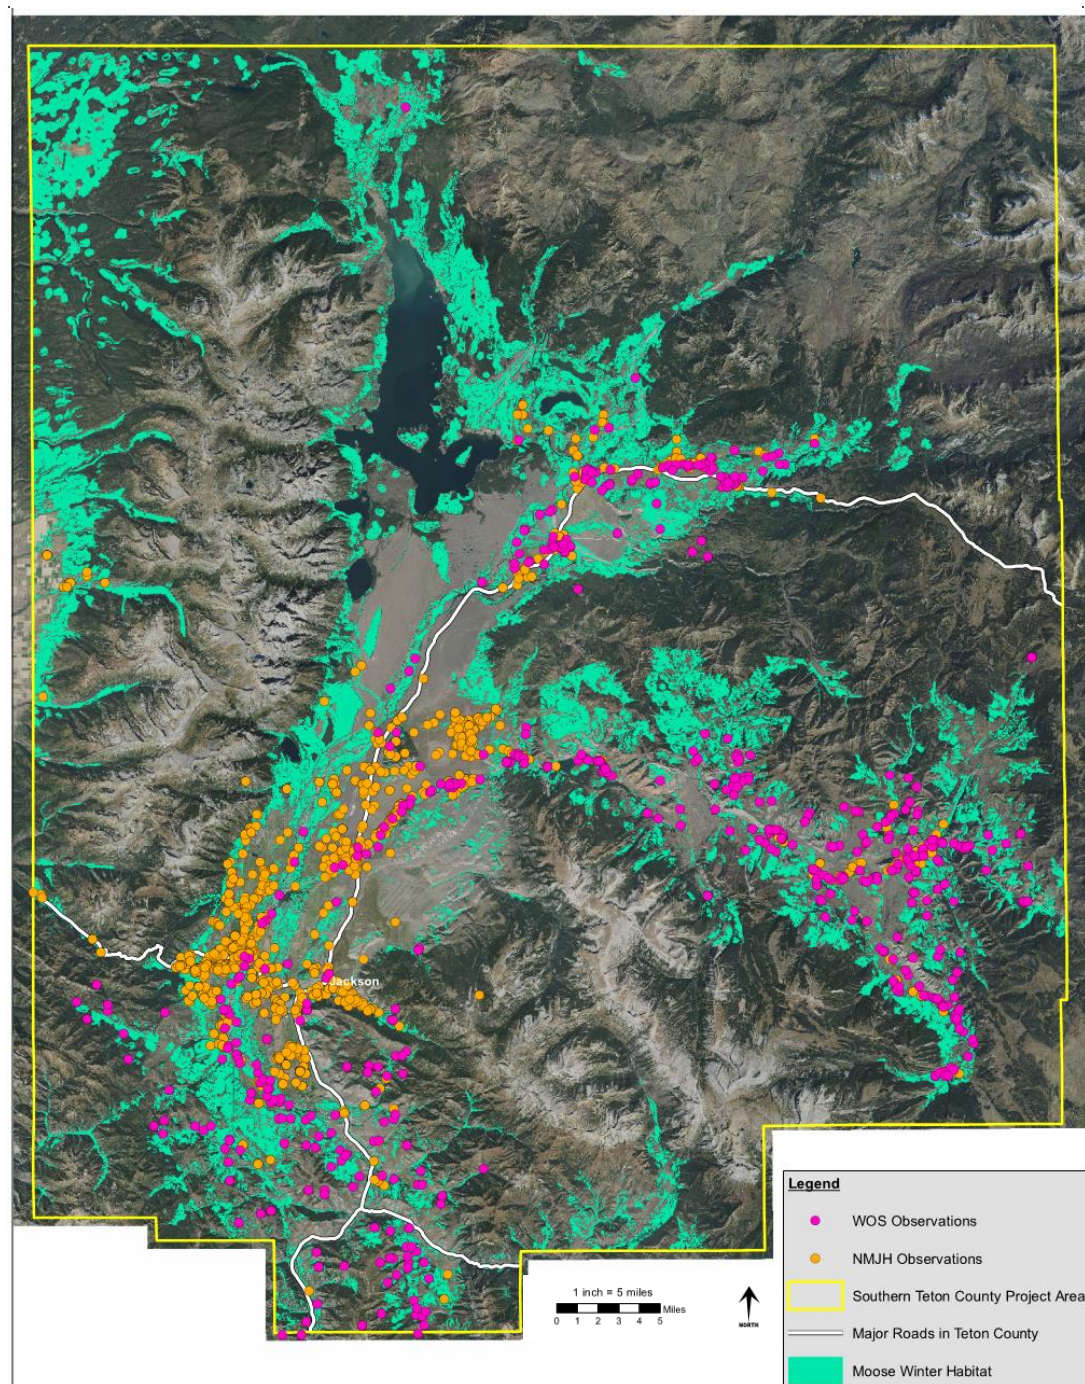 Jackson
Legend
WOS Observations
NMJH Observations
Southern Teton County Project Area
Major Roads in Teton County
Moose Winter Habitat
1 inch = 5 miles
Miles
0 1 2 3 4 5
NORTH